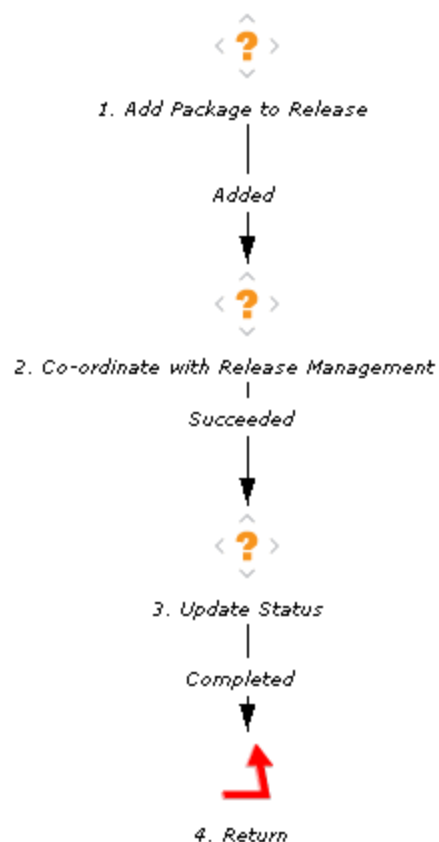 ?
1. Add Package to Release
Added
?
2. Co-ordinate with Release Management
Succeeded
?
3. Update Status
Completed
4. Return